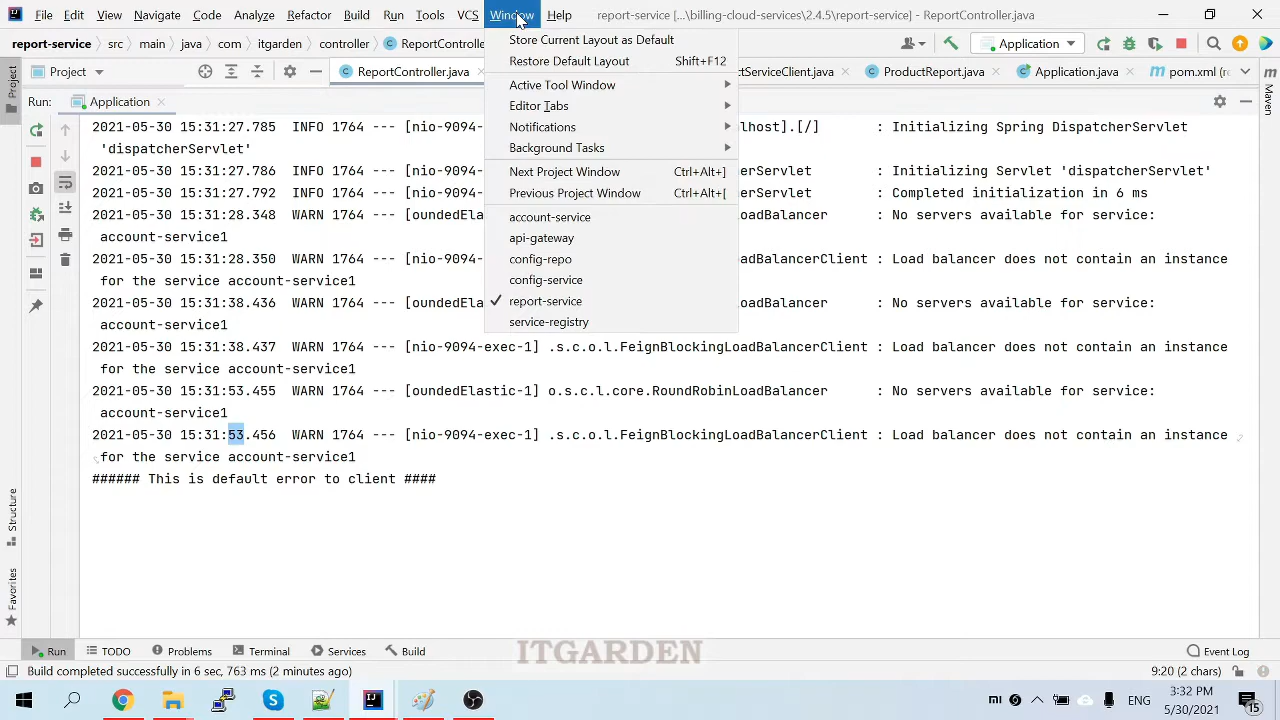 File Edit View Navigate Code Analyze Refactor Build Run Tools VCS Window Help report-service [...\billing-cloud-services\2.4.5\report-service] - ReportController.java
report-service src main java com itgarden controller ReportCont Application
Project ReportController.java tServiceClient.java ProductReport.java Application.java pom.xml
Run: Application
Store Current Layout as Default
Restore Default Layout Shift+F12
Active Tool Window
Editor Tabs
Notifications
Background Tasks
Next Project Window Ctrl+Alt+]
Previous Project Window Ctrl+Alt+[
account-service
api-gateway
config-repo
config-service
report-service
service-registry
2021-05-30 15:31:27.785 INFO 1764 --- [nio-9094- lhost].[/] : Initializing Spring DispatcherServlet
'dispatcherServlet'
2021-05-30 15:31:27.786 INFO 1764 --- [nio-9094- erServlet : Initializing Servlet 'dispatcherServlet'
2021-05-30 15:31:27.792 INFO 1764 --- [nio-9094- erServlet : Completed initialization in 6 ms
2021-05-30 15:31:28.348 WARN 1764 --- [oundedEla LoadBalancer : No servers available for service:
account-service1
2021-05-30 15:31:28.350 WARN 1764 --- [nio-9094- LoadBalancerClient : Load balancer does not contain an instance
for the service account-service1
2021-05-30 15:31:38.436 WARN 1764 --- [oundedEla LoadBalancer : No servers available for service:
account-service1
2021-05-30 15:31:38.437 WARN 1764 --- [nio-9094-exec-1] .s.c.o.l.FeignBlockingLoadBalancerClient : Load balancer does not contain an instance
for the service account-service1
2021-05-30 15:31:53.455 WARN 1764 --- [oundedElastic-1] o.s.c.l.core.RoundRobinLoadBalancer : No servers available for service:
account-service1
2021-05-30 15:31:53.456 WARN 1764 --- [nio-9094-exec-1] .s.c.o.l.FeignBlockingLoadBalancerClient : Load balancer does not contain an instance
for the service account-service1
###### This is default error to client ####
Project
Structure
Favorites
Maven
Run TODO Problems Terminal Services Build Event Log
ITGARDEN
Build completed successfully in 6 sec, 763 ms (2 minutes ago) 9:20 (2 chars)
ENG 3:32 PM
5/30/2021 15